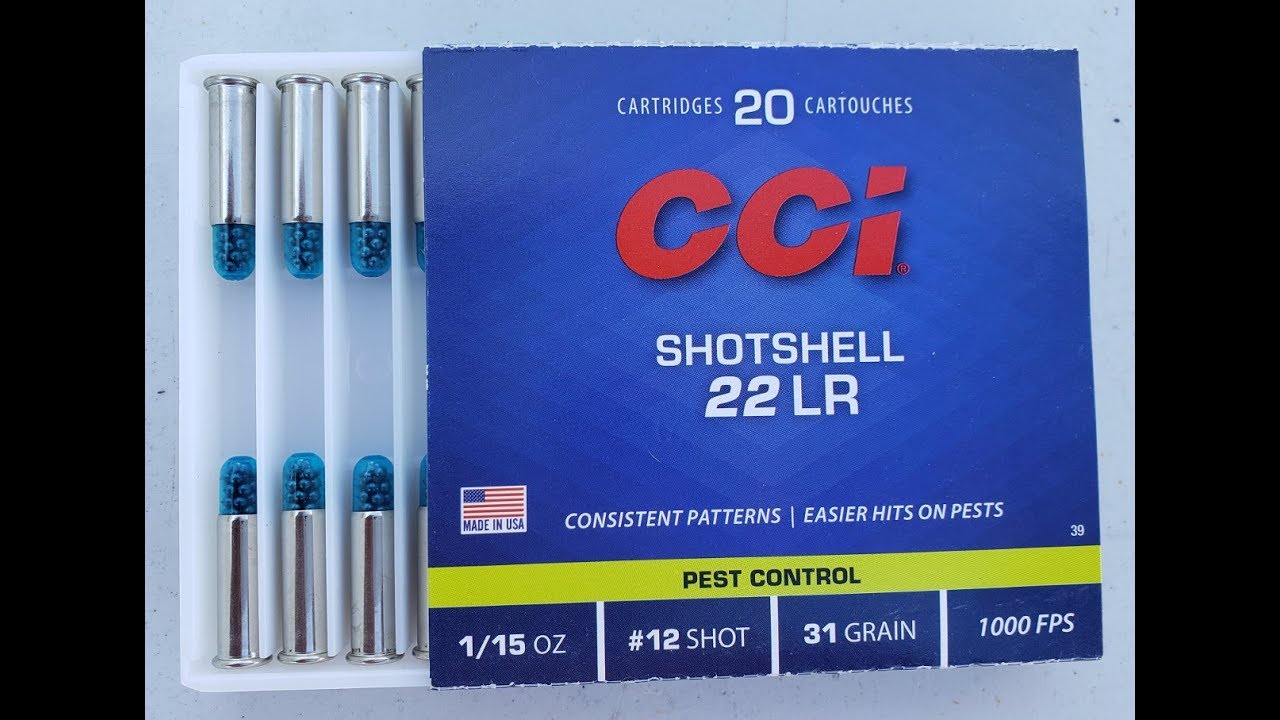 CARTRIDGES 20 CARTOUCHES
CCi®
SHOTSHELL
22 LR
MADE IN USA
CONSISTENT PATTERNS | EASIER HITS ON PESTS
39
PEST CONTROL
1/15 OZ
#12 SHOT
31 GRAIN
1000 FPS